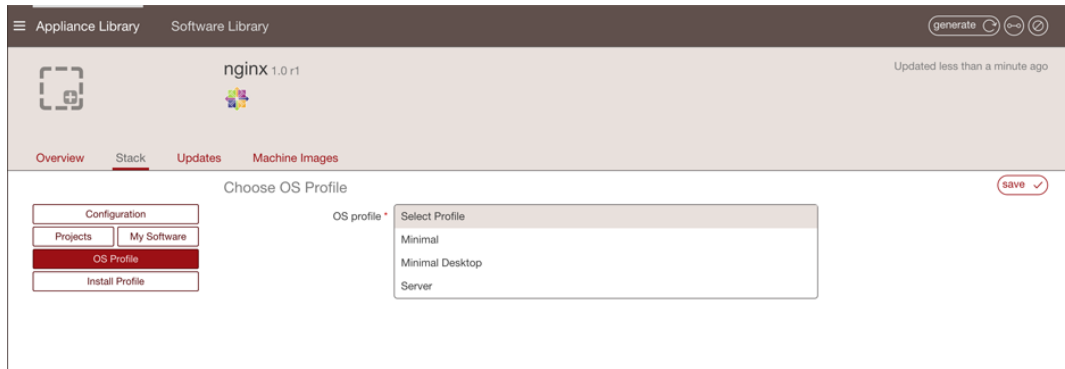 Appliance Library Software Library generate
nginx 1.0 r1 Updated less than a minute ago
Overview Stack Updates Machine Images
Choose OS Profile save
Configuration OS profile * Select Profile
Projects My Software Minimal
OS Profile Minimal Desktop
Install Profile Server